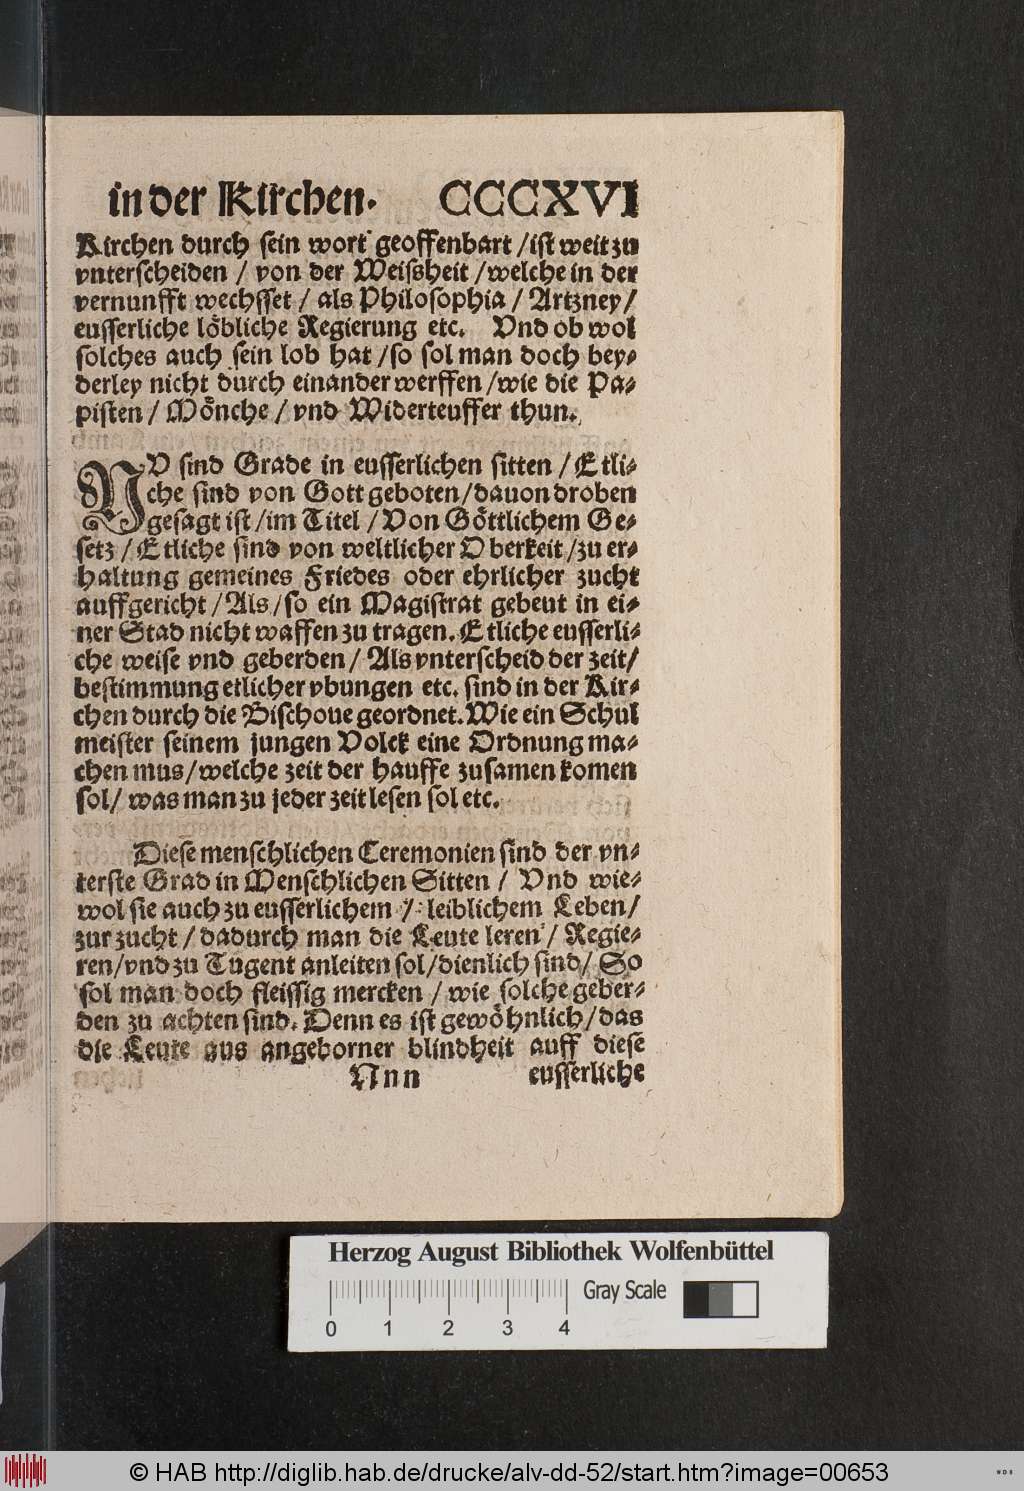 in der Kirchen. CCCXVI
Kirchen durch sein wort geoffenbart / ist weit zu
vnterscheiden / von der Weissheit / welche in der
vernunfft wechsset / als Philosophia / Artzney /
eusserliche löbliche Regierung etc. Vnd ob wol
solches auch sein lob hat / so sol man doch bey-
derley nicht durch einander werffen / wie die Pa-
pisten / Mönche / vnd Widerteuffer thun.
NV sind Grade in eusserlichen sitten / Etli-
che sind von Gott geboten / dauon droben
gesagt ist / im Titel / Von Göttlichem Ge-
setz / Etliche sind von weltlicher Oberkeit / zu er-
haltung gemeines Friedes oder ehrlicher zucht
auffgericht / Als / so ein Magistrat gebeut in ei-
ner Stad nicht waffen zu tragen. Etliche eusserli-
che weise vnd geberden / Als vnterscheid der zeit /
bestimmung etlicher vbungen etc. sind in der Kir-
chen durch die Bischoue geordnet. Wie ein Schul
meister seinem jungen Volck eine Ordnung ma-
chen mus / welche zeit der hauffe zusamen komen
sol / was man zu jeder zeit lesen sol etc.
Diese menschlichen Ceremonien sind der vn-
terste Grad in Menschlichen Sitten / Vnd wie-
wol sie auch zu eusserlichem / leiblichem Leben /
zur zucht / dadurch man die Leute leren / Regie-
ren / vnd zu Tugent anleiten sol / dienlich sind / So
sol man doch fleissig mercken / wie solche geber-
den zu achten sind. Denn es ist gewöhnlich / das
die Leute aus angeborner blindheit auff diese
Nnn eusserliche
Herzog August Bibliothek Wolfenbüttel
Gray Scale
0 1 2 3 4
© HAB http://diglib.hab.de/drucke/alv-dd-52/start.htm?image=00653